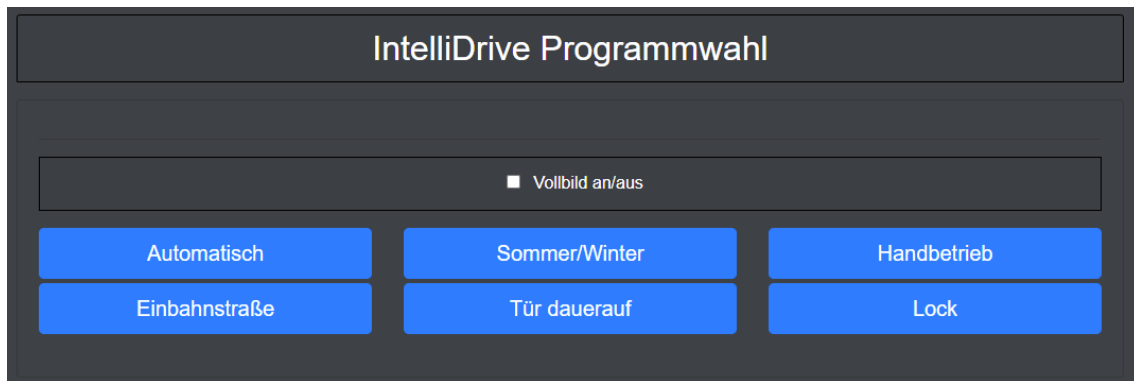 IntelliDrive Programmwahl
Vollbild an/aus
Automatisch
Sommer/Winter
Handbetrieb
Einbahnstraße
Tür dauerauf
Lock